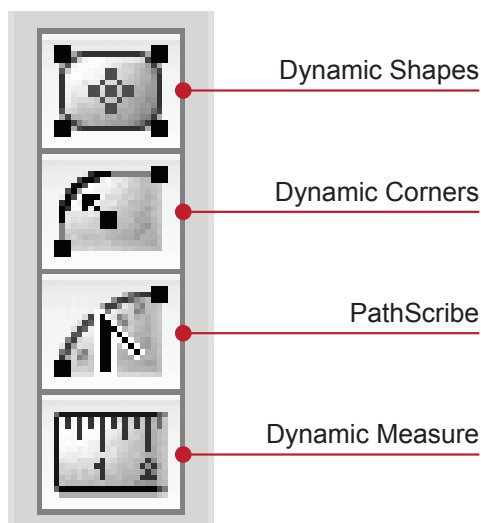 Dynamic Shapes
Dynamic Corners
PathScribe
Dynamic Measure
1 2